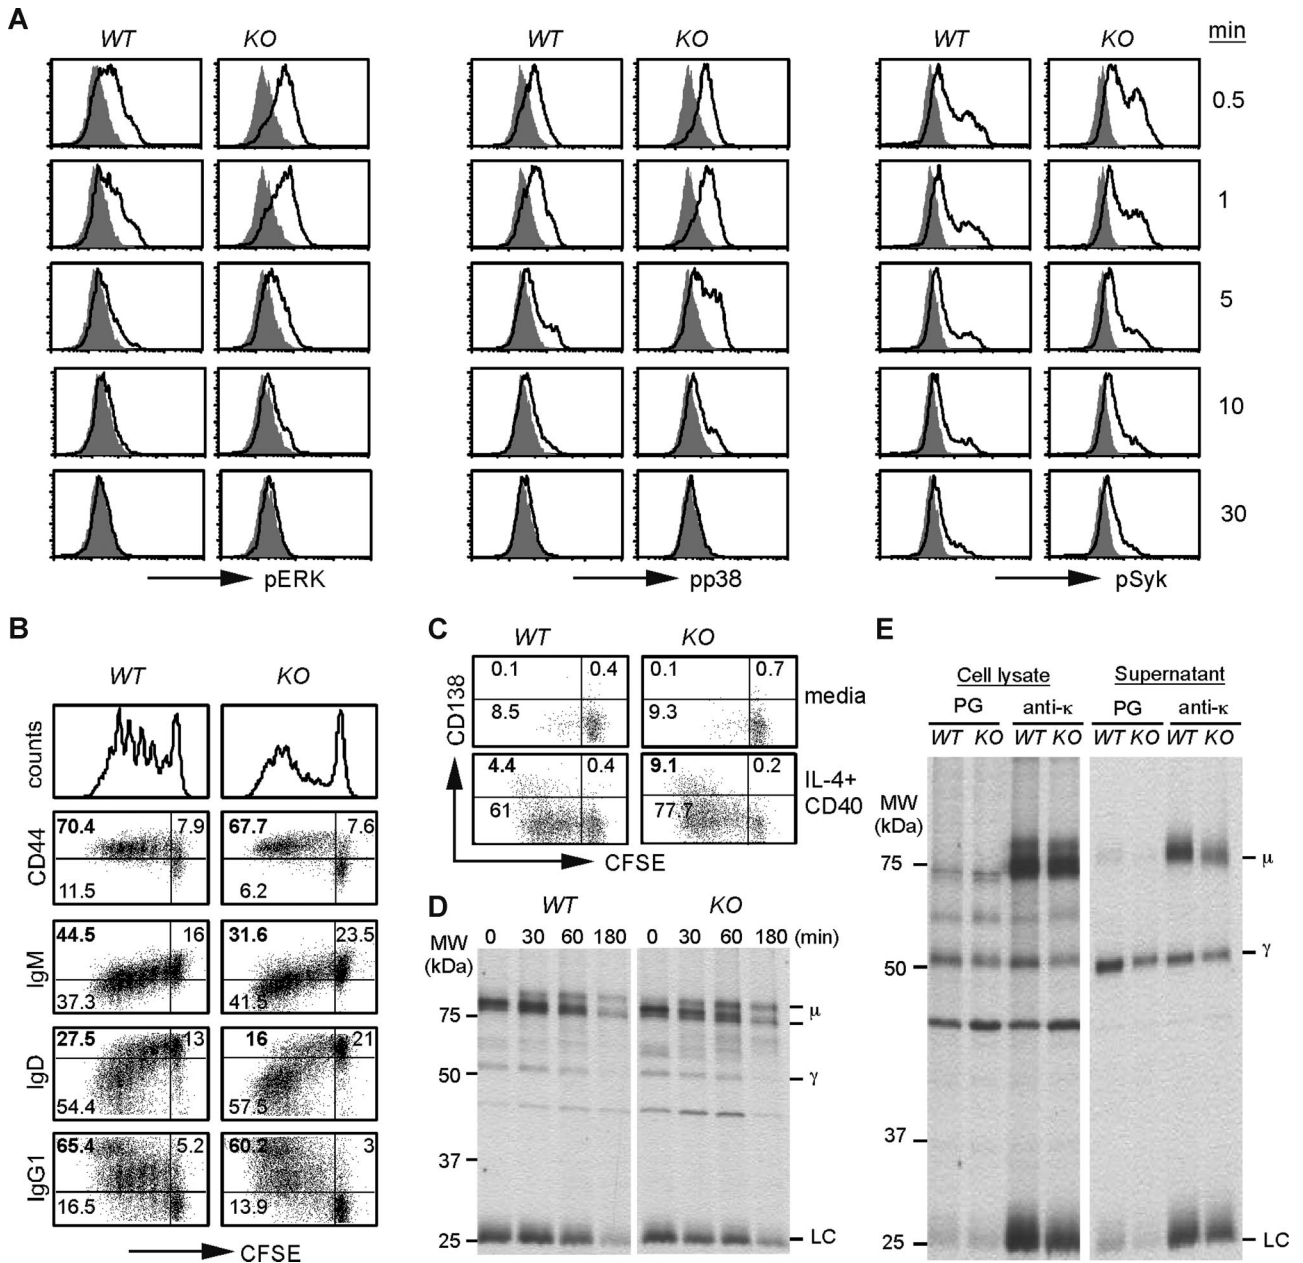 A
WT KO WT KO WT KO min
0.5
1
5
10
30
pERK pp38 pSyk
B
WT KO
counts
CD44
70.4 7.9 67.7 7.6
11.5 6.2
IgM
44.5 16 31.6 23.5
37.3 41.5
IgD
27.5 13 16 21
54.4 57.5
IgG1
65.4 5.2 60.2 3
16.5 13.9
CFSE
C
WT KO
CD138
0.1 0.4 0.1 0.7
media
8.5 9.3
4.4 0.4 9.1 0.2
IL-4+
CD40
61 77.7
CFSE
D
WT KO
MW
(kDa)
0 30 60 180 0 30 60 180 (min)
75
50
37
25
μ
γ
LC
E
Cell lysate Supernatant
PG anti-κ PG anti-κ
WT KO WT KO WT KO WT KO
MW
(kDa)
75
50
37
25
μ
γ
LC